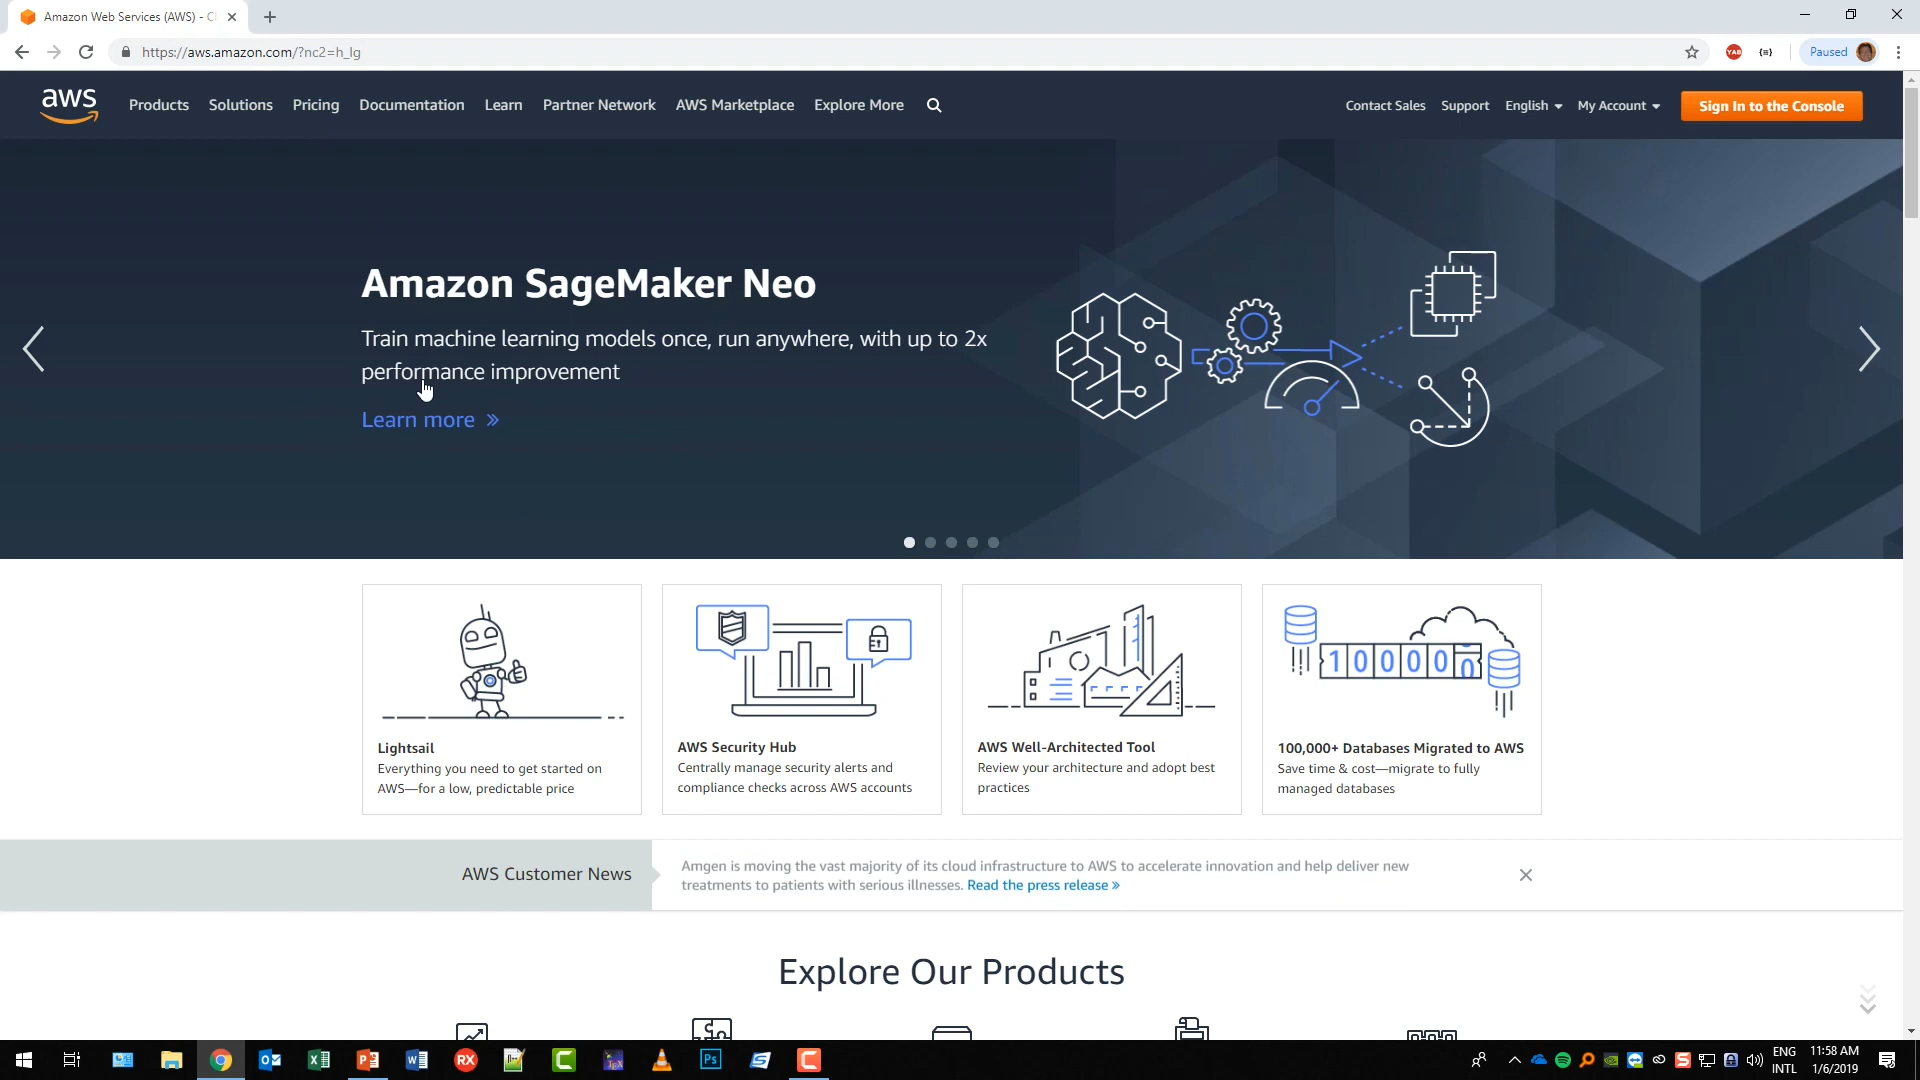 Amazon Web Services (AWS) - Cl
https://aws.amazon.com/?nc2=h_lg
YAB
Paused
aws
Products
Solutions
Pricing
Documentation
Learn
Partner Network
AWS Marketplace
Explore More
Contact Sales
Support
English
My Account
Sign In to the Console
Amazon SageMaker Neo
Train machine learning models once, run anywhere, with up to 2x
performance improvement
Learn more »
100000
Lightsail
Everything you need to get started on
AWS—for a low, predictable price
AWS Security Hub
Centrally manage security alerts and
compliance checks across AWS accounts
AWS Well-Architected Tool
Review your architecture and adopt best
practices
100,000+ Databases Migrated to AWS
Save time & cost—migrate to fully
managed databases
AWS Customer News
Amgen is moving the vast majority of its cloud infrastructure to AWS to accelerate innovation and help deliver new
treatments to patients with serious illnesses. Read the press release »
Explore Our Products
RX
Ps
ENG
INTL
11:58 AM
1/6/2019